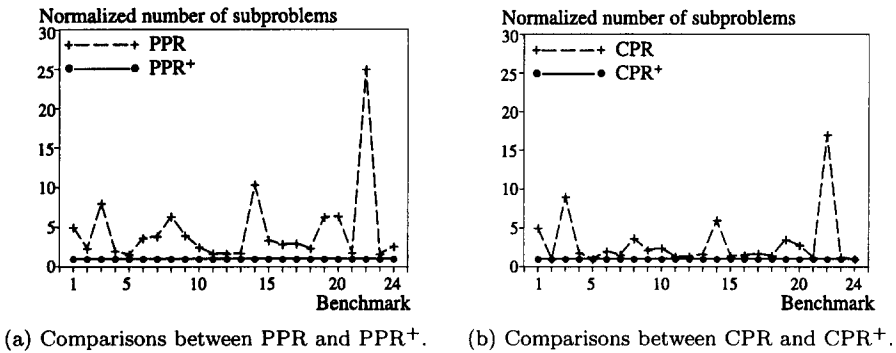 Normalized number of subproblems
30
25
20
15
10
5
0
PPR
PPR+
1 5 10 15 20 24
Benchmark
(a) Comparisons between PPR and PPR+.
Normalized number of subproblems
30
25
20
15
10
5
0
CPR
CPR+
1 5 10 15 20 24
Benchmark
(b) Comparisons between CPR and CPR+.